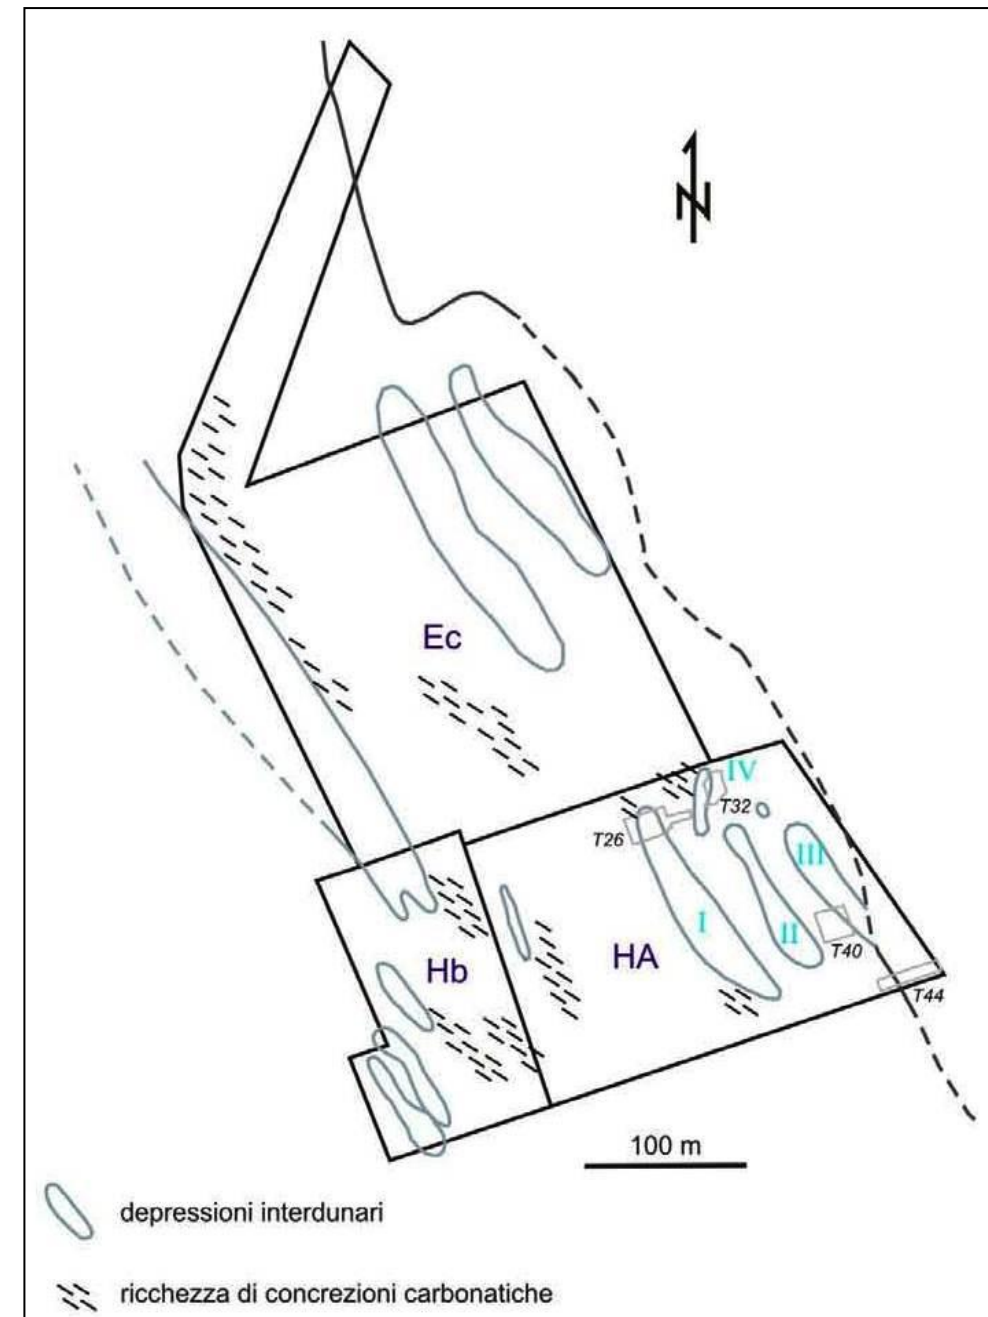 N
Ec
IV
T32
T26
III
I
II
T40
Hb
HA
T44
100 m
depressioni interdunari
ricchezza di concrezioni carbonatiche